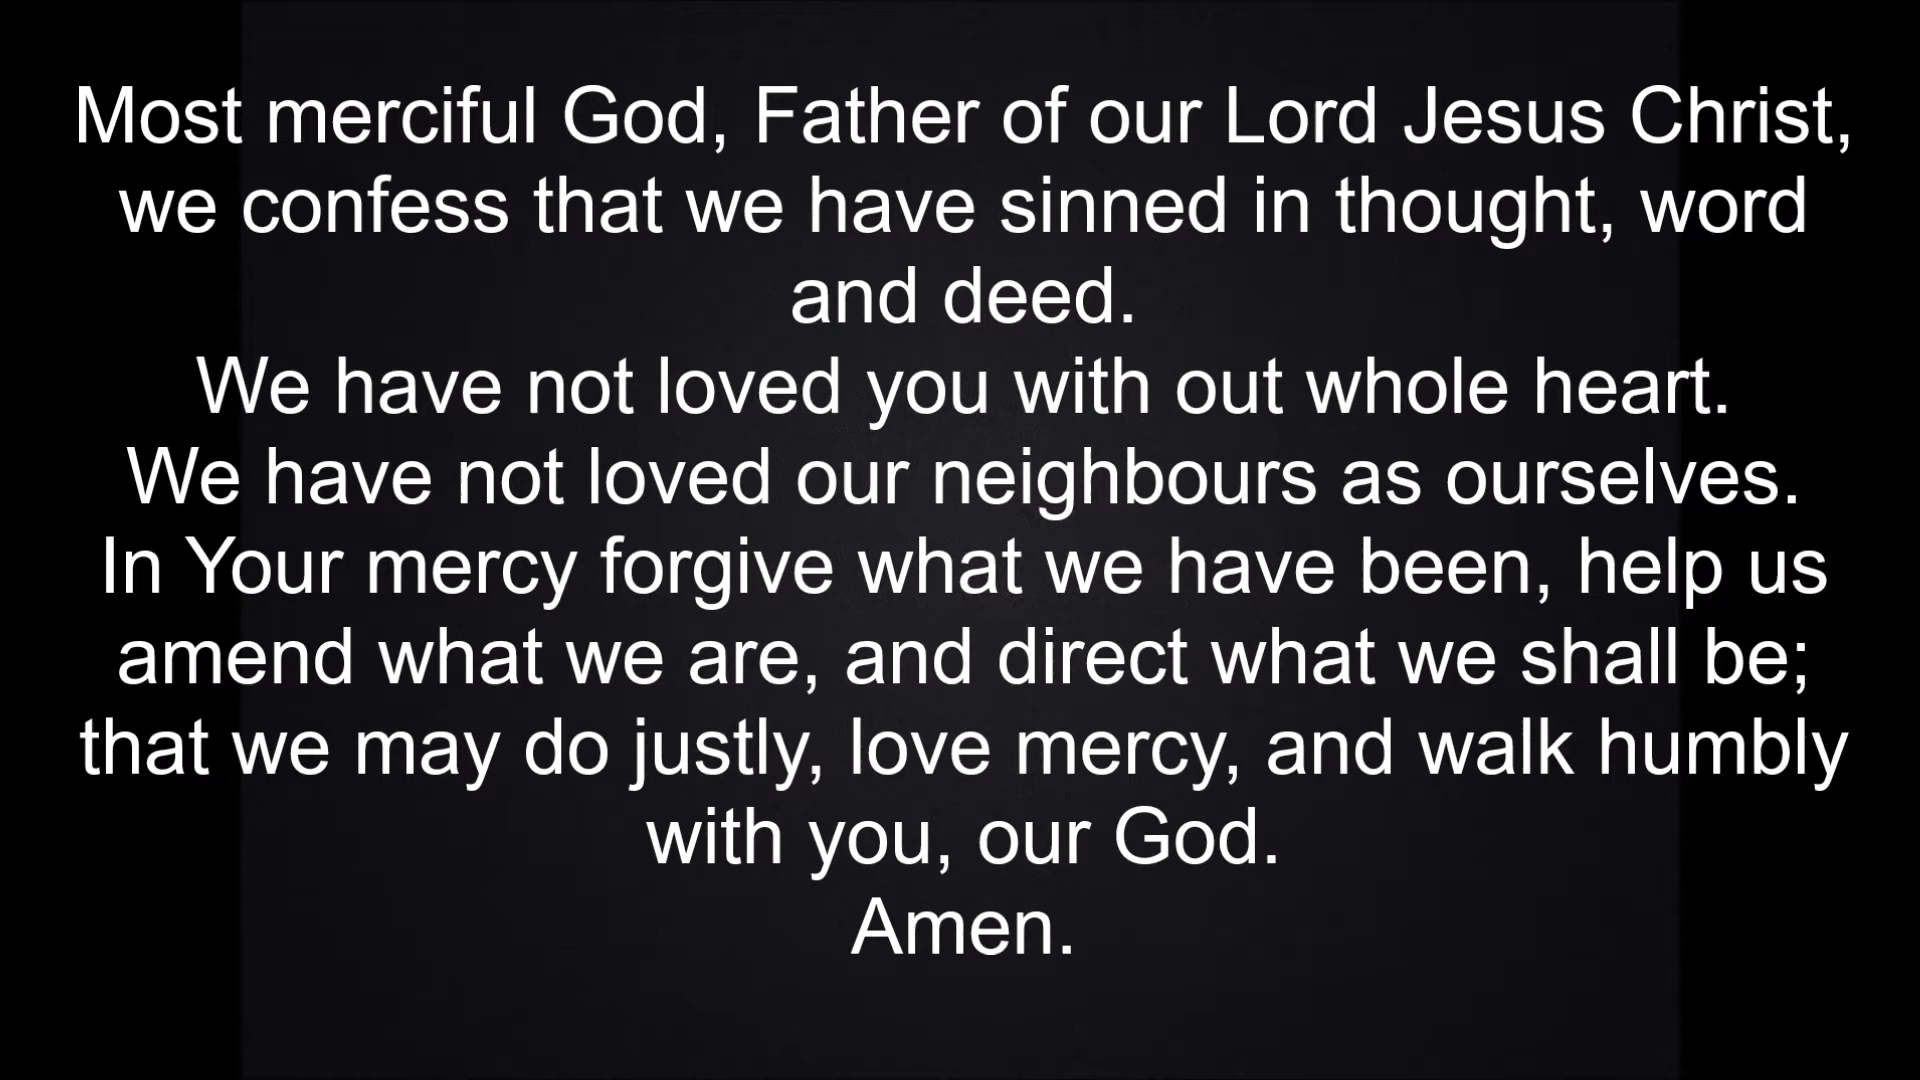 Most merciful God, Father of our Lord Jesus Christ,
we confess that we have sinned in thought, word
and deed.
We have not loved you with out whole heart.
We have not loved our neighbours as ourselves.
In Your mercy forgive what we have been, help us
amend what we are, and direct what we shall be;
that we may do justly, love mercy, and walk humbly
with you, our God.
Amen.